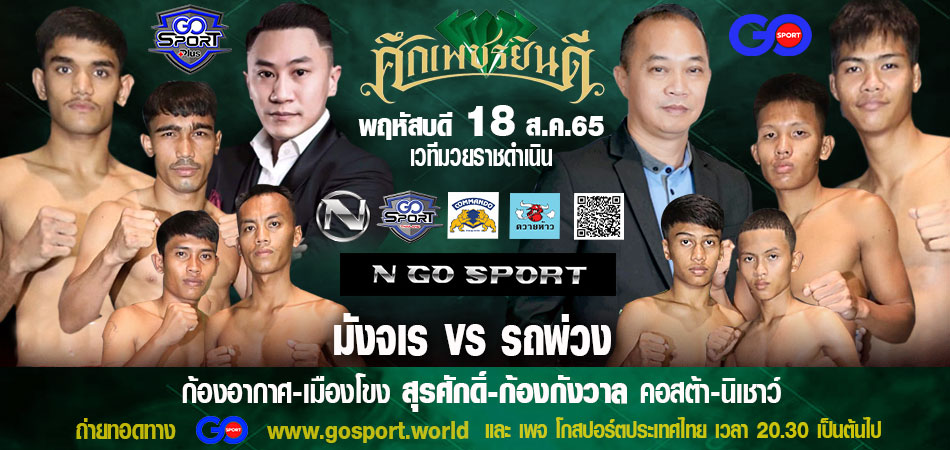 GO
SPORT
Plus
ศึกเพชรยินดี
GO SPORT
พฤหัสบดี 18 ส.ค.65
เวทีมวยราชดำเนิน
N
GO
SPORT
COMMANDO
ควายหาว
N GO SPORT
มังจเร VS รถพ่วง
ก้องอากาศ-เมืองโขง สุรศักดิ์-ก้องกังวาล คอสต้า-นิเชาว์
ถ่ายทอดทาง GO SPORT www.gosport.world และ เพจ โกสปอร์ตประเทศไทย เวลา 20.30 เป็นต้นไป